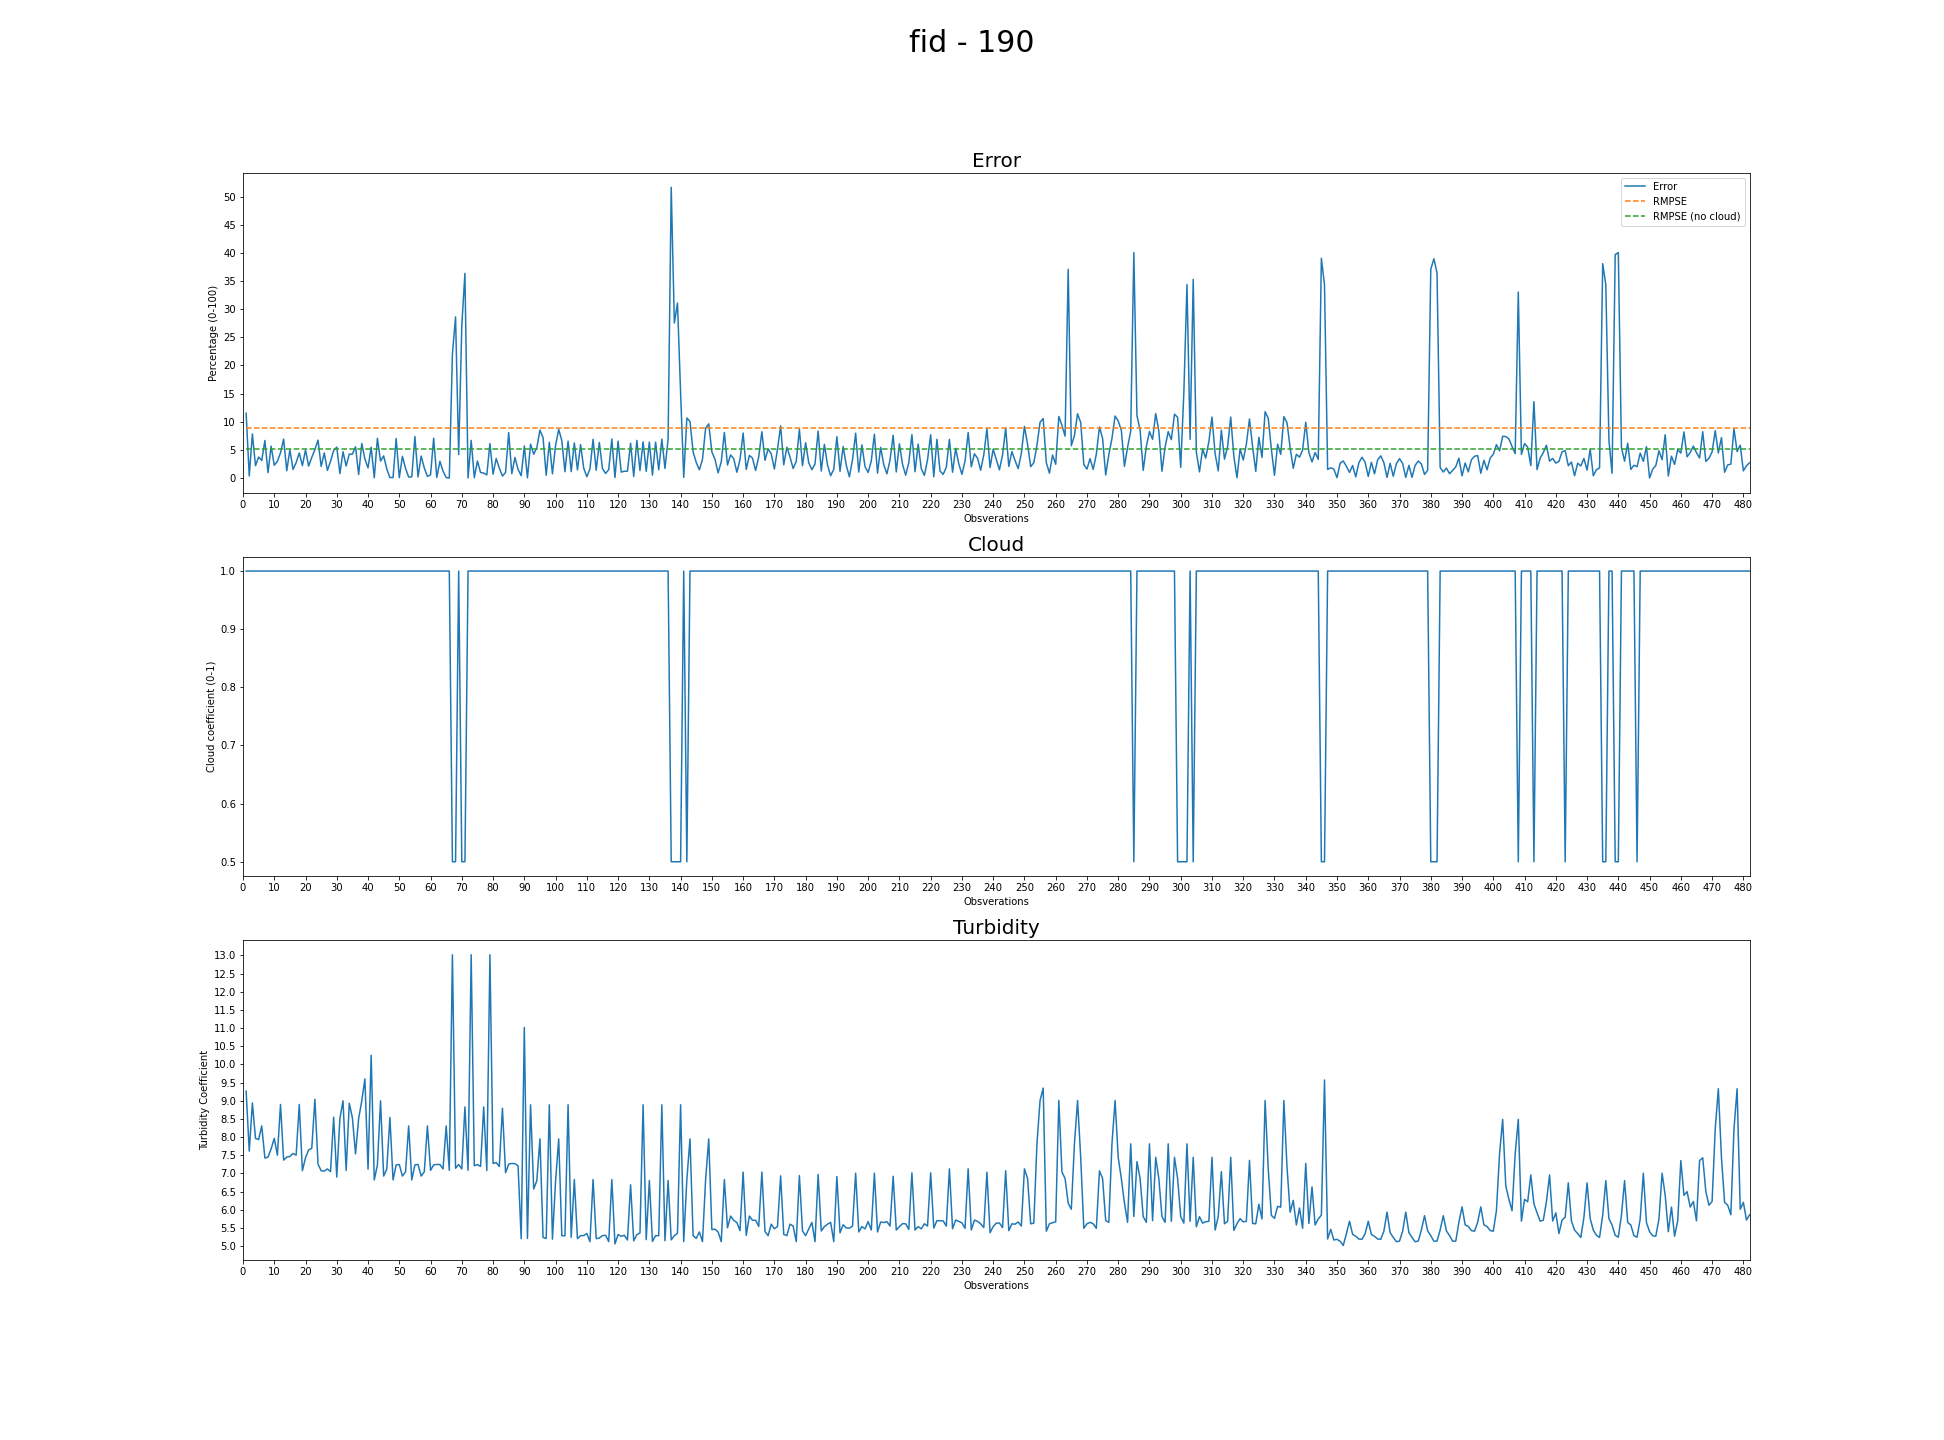 fid - 190
Error
50
45
40
35
30
25
20
15
10
5
0
Percentage (0-100)
Error
RMPSE
RMPSE (no cloud)
0 10 20 30 40 50 60 70 80 90 100 110 120 130 140 150 160 170 180 190 200 210 220 230 240 250 260 270 280 290 300 310 320 330 340 350 360 370 380 390 400 410 420 430 440 450 460 470 480
Obsverations
Cloud
1.0
0.9
0.8
0.7
0.6
0.5
Cloud coefficient (0-1)
0 10 20 30 40 50 60 70 80 90 100 110 120 130 140 150 160 170 180 190 200 210 220 230 240 250 260 270 280 290 300 310 320 330 340 350 360 370 380 390 400 410 420 430 440 450 460 470 480
Obsverations
Turbidity
13.0
12.5
12.0
11.5
11.0
10.5
10.0
9.5
9.0
8.5
8.0
7.5
7.0
6.5
6.0
5.5
5.0
Turbidity Coefficient
0 10 20 30 40 50 60 70 80 90 100 110 120 130 140 150 160 170 180 190 200 210 220 230 240 250 260 270 280 290 300 310 320 330 340 350 360 370 380 390 400 410 420 430 440 450 460 470 480
Obsverations